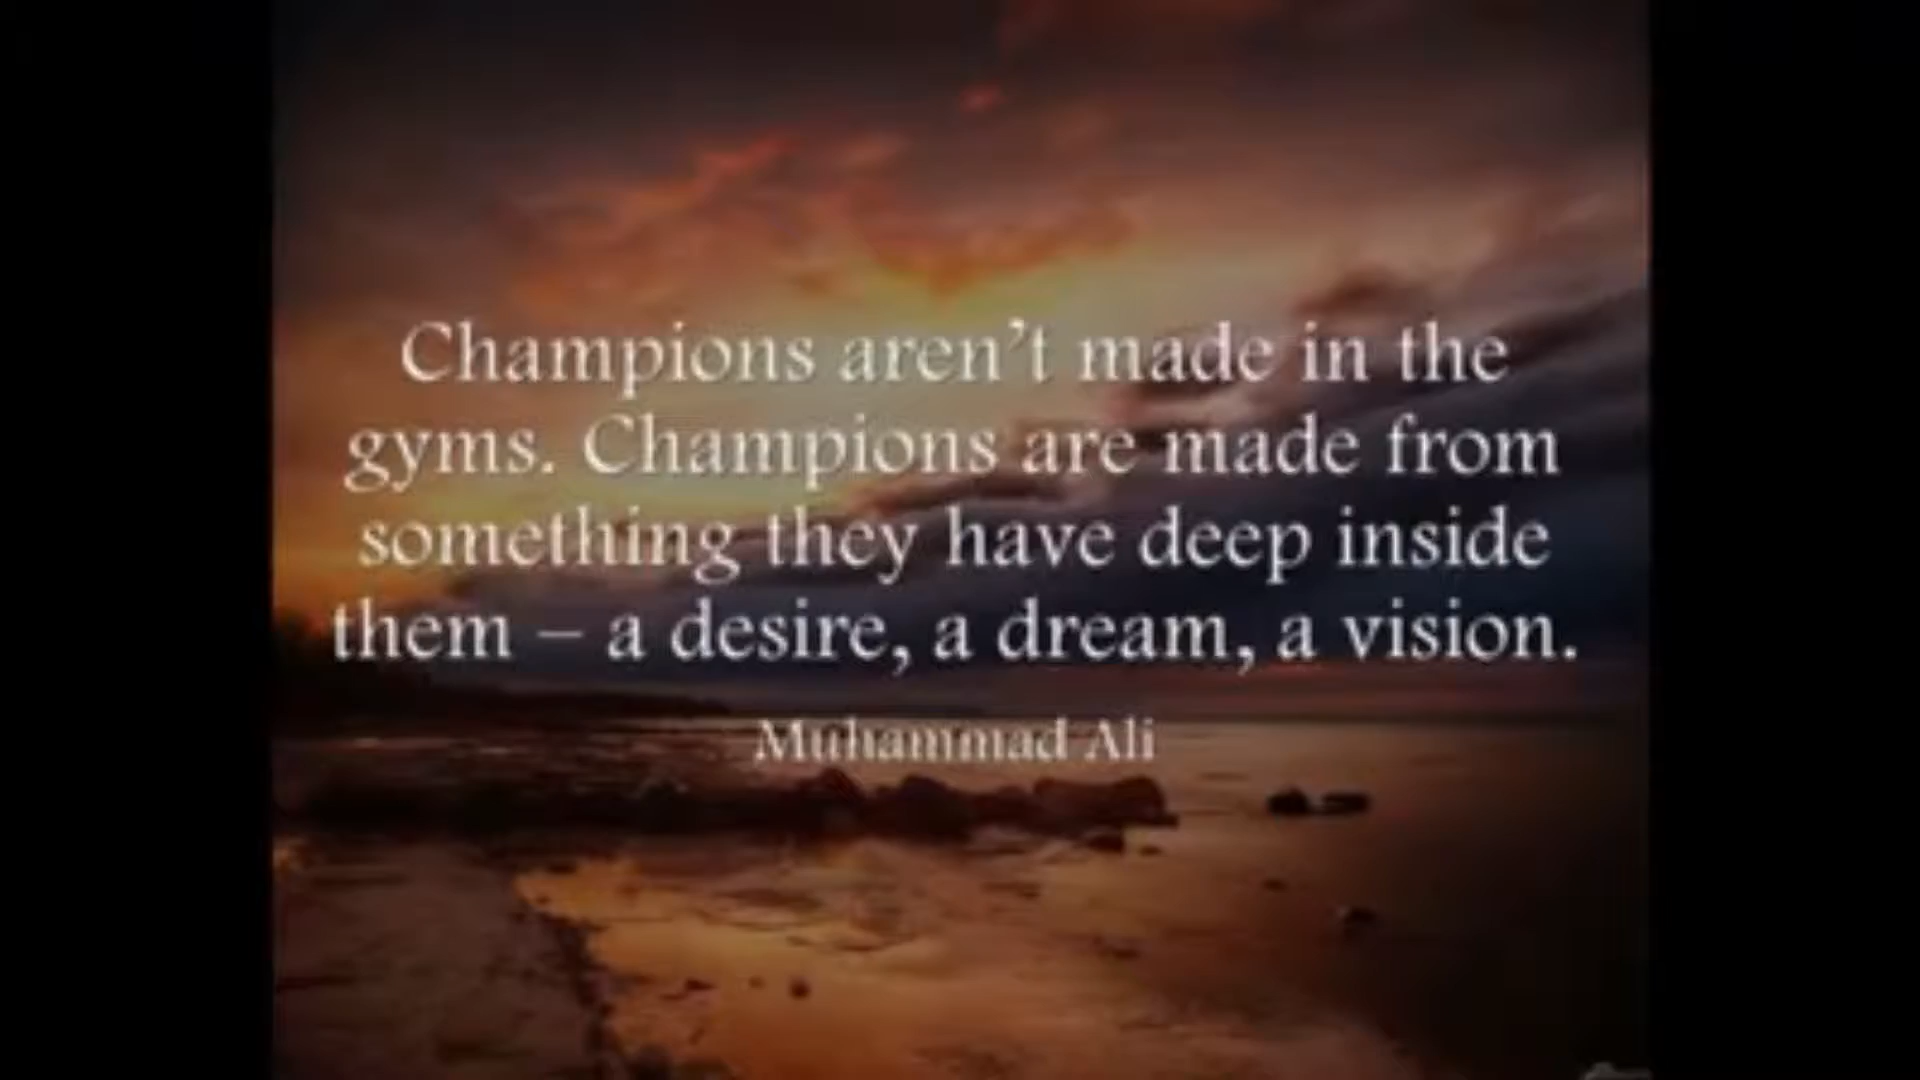 Champions aren’t made in the
gyms. Champions are made from
something they have deep inside
them – a desire, a dream, a vision.
Muhammad Ali